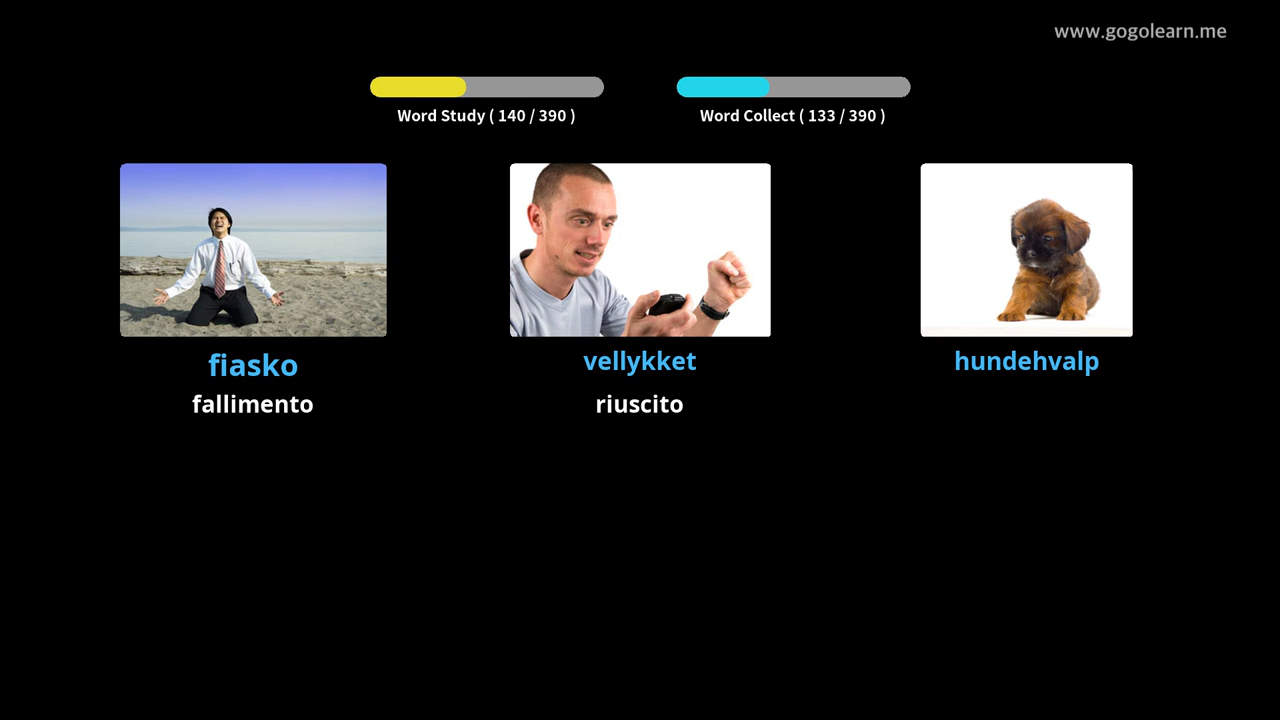 www.gogolearn.me
Word Study ( 140 / 390 )
Word Collect ( 133 / 390 )
fiasko
fallimento
vellykket
riuscito
hundehvalp